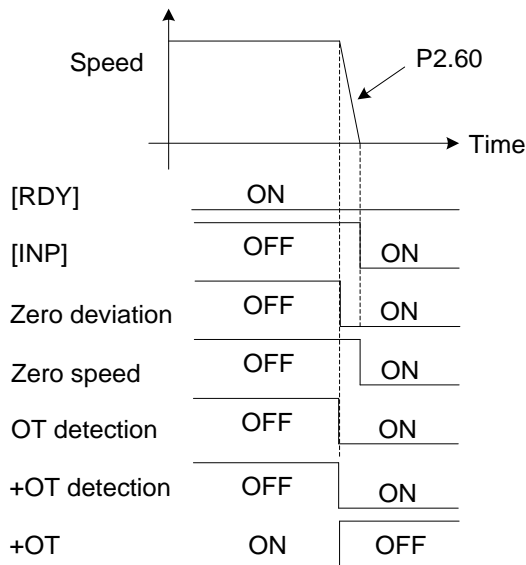 Speed
P2.60
Time
[RDY] ON
[INP] OFF ON
Zero deviation OFF ON
Zero speed OFF ON
OT detection OFF ON
+OT detection OFF ON
+OT ON OFF